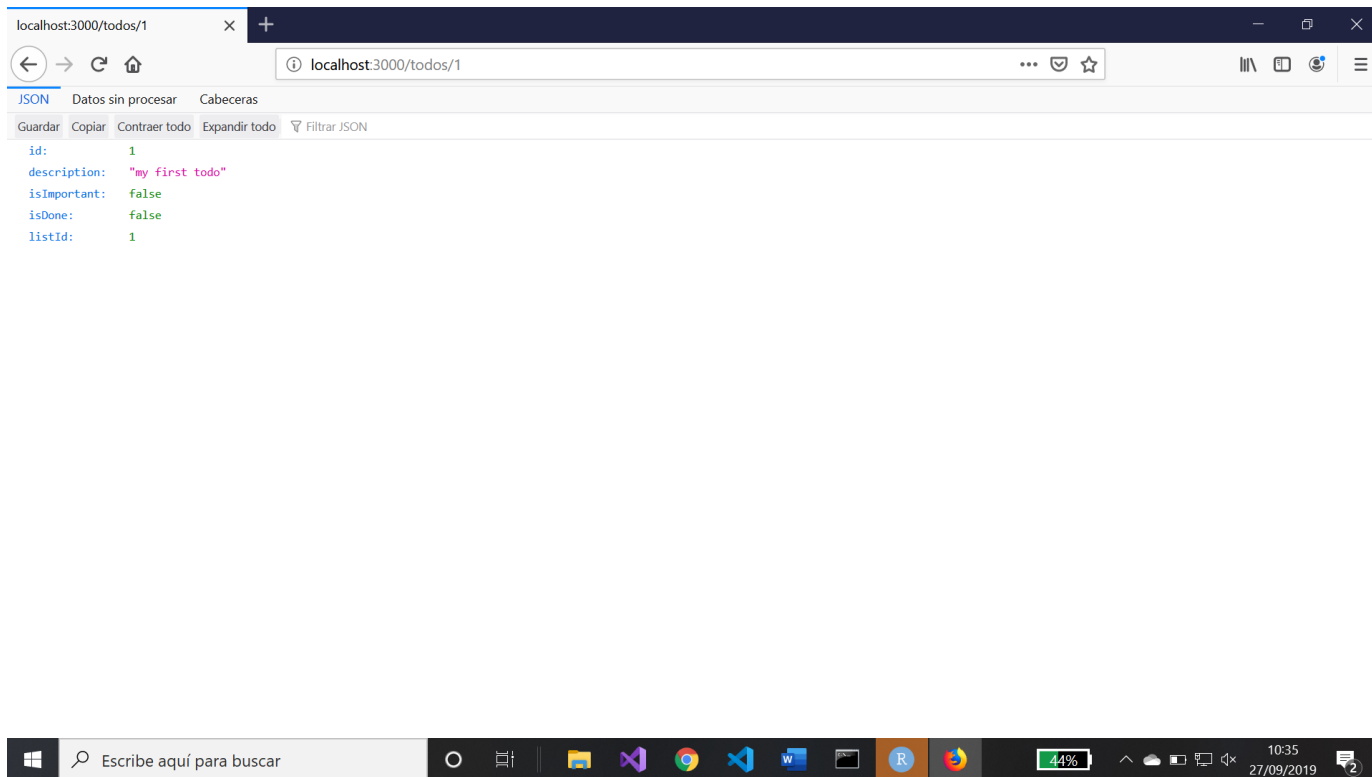 localhost:3000/todos/1
localhost:3000/todos/1
JSON Datos sin procesar Cabeceras
Guardar Copiar Contraer todo Expandir todo Filtrar JSON
id: 1
description: "my first todo"
isImportant: false
isDone: false
listId: 1
Escribe aquí para buscar
W
R
44%
10:35
27/09/2019
2